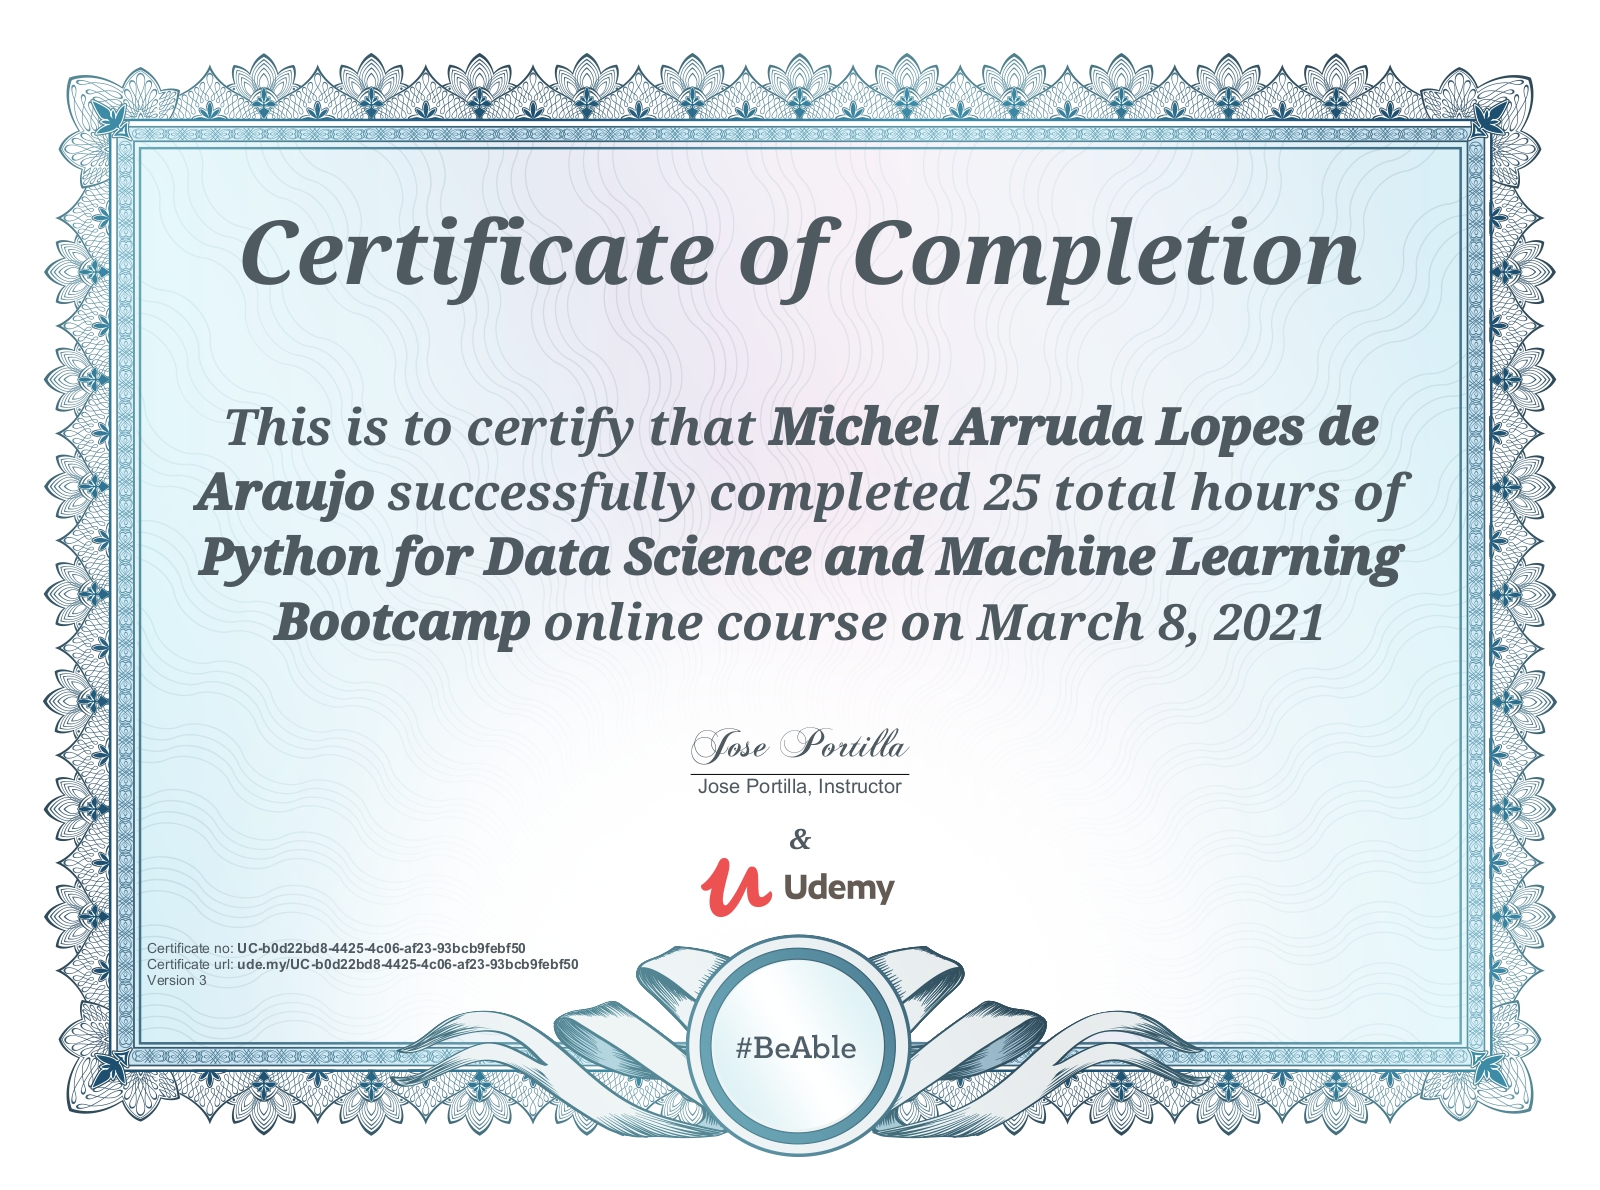 Certificate of Completion
This is to certify that Michel Arruda Lopes de
Araujo successfully completed 25 total hours of
Python for Data Science and Machine Learning
Bootcamp online course on March 8, 2021
Jose Portilla
Jose Portilla, Instructor
&
Udemy
Certificate no: UC-b0d22bd8-4425-4c06-af23-93bcb9febf50
Certificate url: ude.my/UC-b0d22bd8-4425-4c06-af23-93bcb9febf50
Version 3
#BeAble